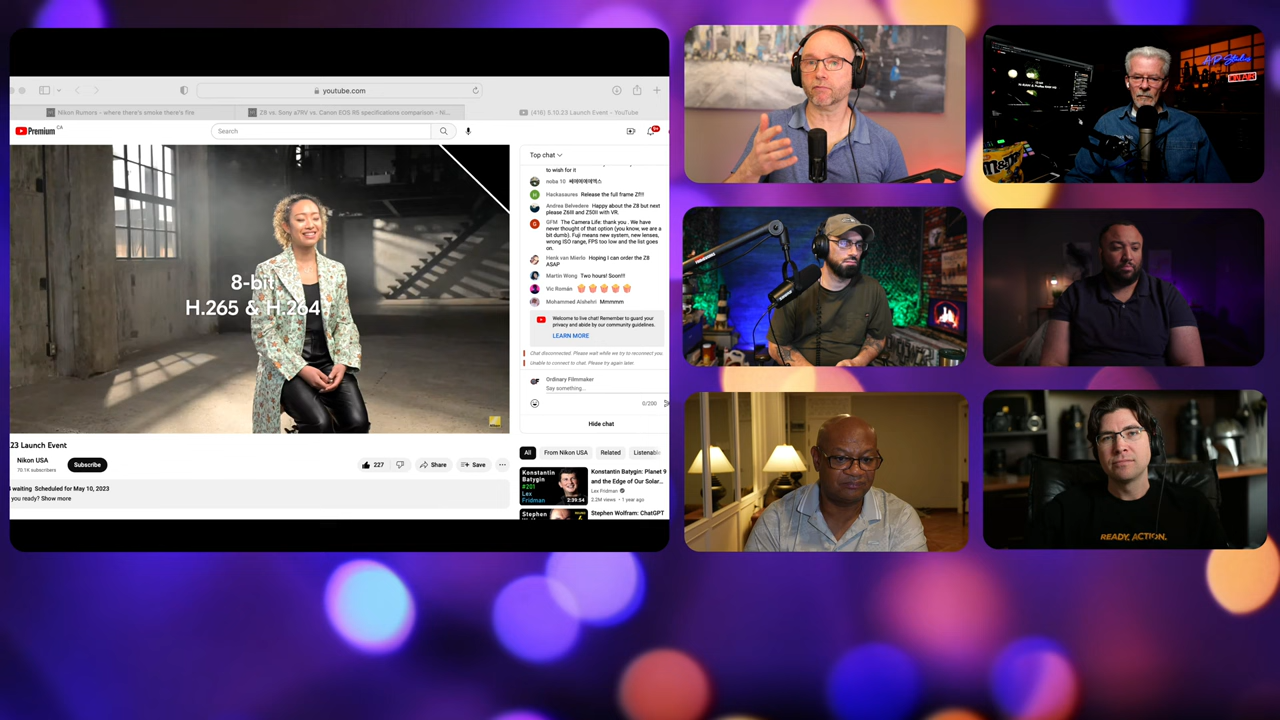 youtube.com
Nikon Rumors - where there's smoke there's fire
Z8 vs. Sony a7RV vs. Canon EOS R5 specifications comparison - Ni...
(416) 5.10.23 Launch Event - YouTube
Premium CA
Search
9+
8-bit
H.265 & H.264
Top chat
to wish for it
noba 10
Hackasaures Release the full frame Zf!!!
Andrea Belvedere Happy about the Z8 but next
please Z6III and Z50II with VR.
GFM The Camera Life: thank you . We have
never thought of that option (you know, we are a
bit dumb). Fuji means new system, new lenses,
wrong ISO range, FPS too low and the list goes
on.
Henk van Mierlo Hoping I can order the Z8
ASAP
Martin Wong Two hours! Soon!!!
Vic Román
Mohammed Alshehri Mmmmm
Welcome to live chat! Remember to guard your
privacy and abide by our community guidelines.
LEARN MORE
Chat disconnected. Please wait while we try to reconnect you.
Unable to connect to chat. Please try again later.
Ordinary Filmmaker
Say something...
0/200
Hide chat
23 Launch Event
Nikon USA
Subscribe
227
Share
Save
waiting Scheduled for May 10, 2023
you ready? Show more
All
From Nikon USA
Related
Listenable
Konstantin
Batygin
#201
Lex
Fridman
2:39:54
Konstantin Batygin: Planet 9
and the Edge of Our Solar...
Lex Fridman
2.2M views • 1 year ago
Stephen
Stephen Wolfram: ChatGPT
A.P Studios
ON AIR
m&m's
READY, ACTION.